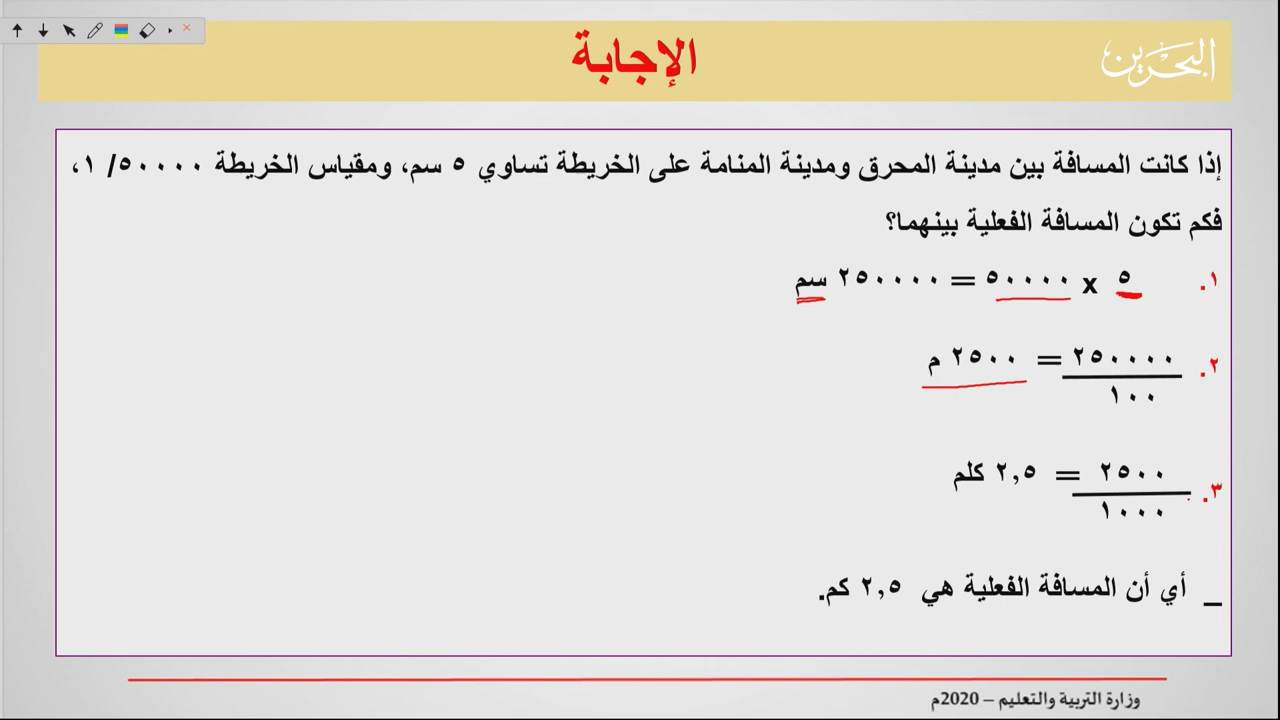 الإجابة
البحرين
إذا كانت المسافة بين مدينة المحرق ومدينة المنامة على الخريطة تساوي ٥ سم، ومقياس الخريطة ٥٠٠٠٠/ ١،
فكم تكون المسافة الفعلية بينهما؟
١. ٥ x ٥٠٠٠٠ = ٢٥٠٠٠٠ سم
٢. ٢٥٠٠٠٠ = ٢٥٠٠ م
١٠٠
٣. ٢٥٠٠ = ٢,٥ كلم
١٠٠٠
_ أي أن المسافة الفعلية هي ٢,٥ كم.
وزارة التربية والتعليم – 2020م